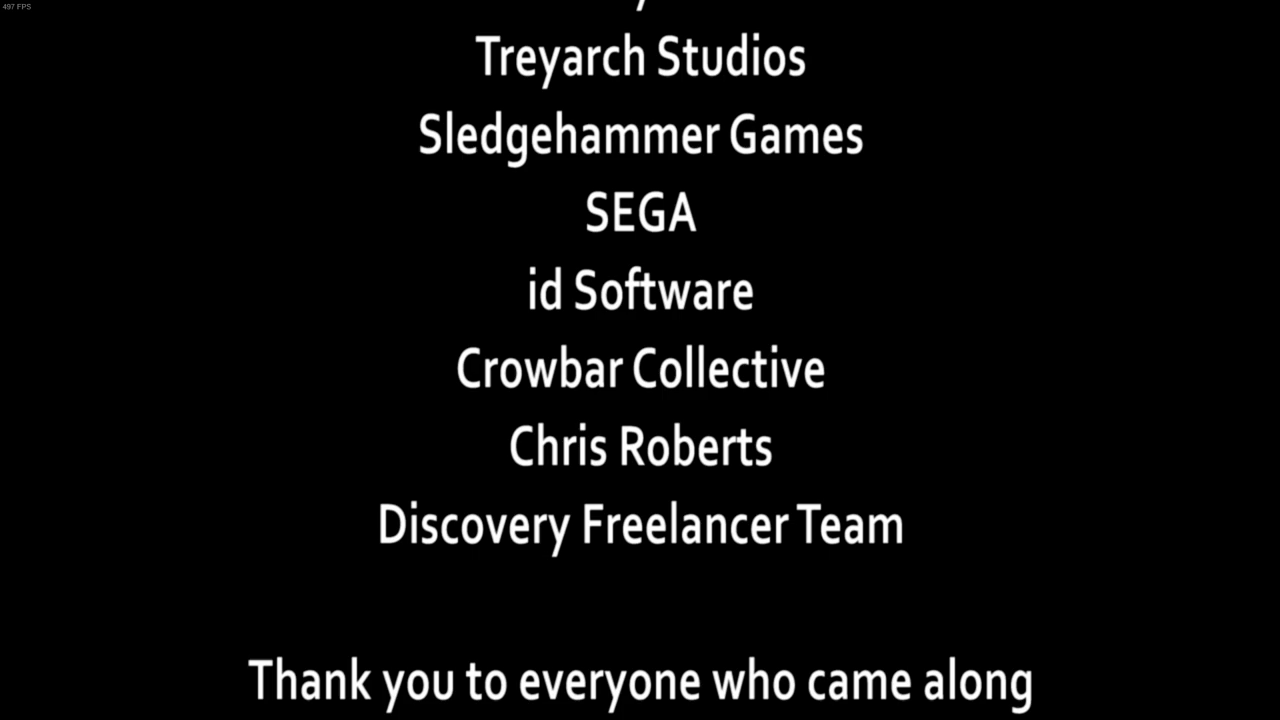 497 FPS
Treyarch Studios
Sledgehammer Games
SEGA
id Software
Crowbar Collective
Chris Roberts
Discovery Freelancer Team
Thank you to everyone who came along